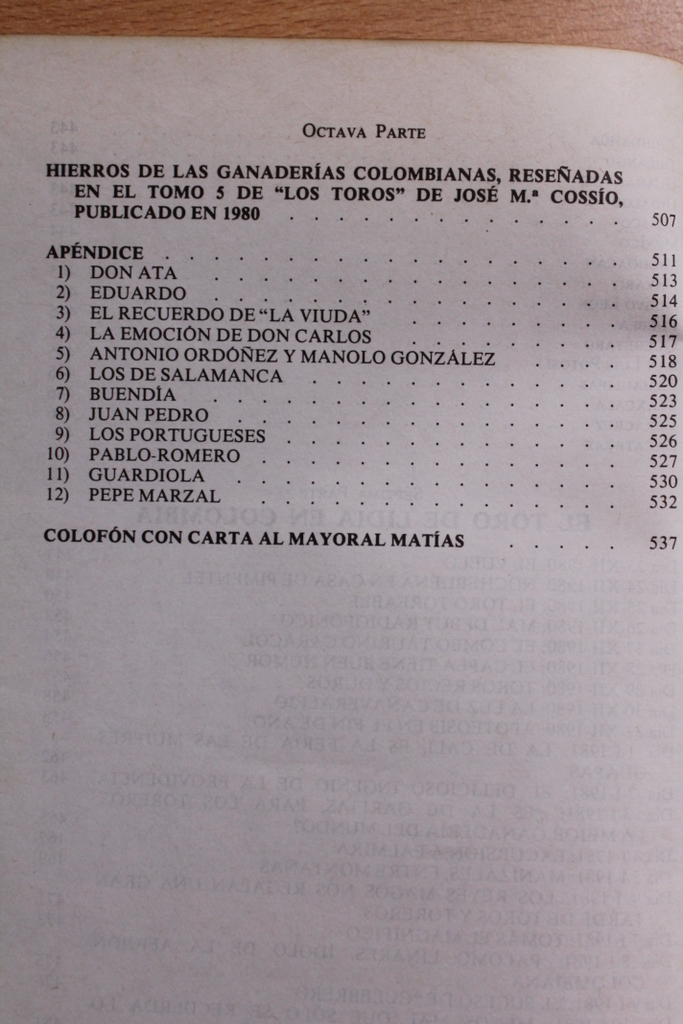 OCTAVA PARTE
HIERROS DE LAS GANADERÍAS COLOMBIANAS, RESEÑADAS
EN EL TOMO 5 DE “LOS TOROS” DE JOSÉ M.ª COSSÍO,
PUBLICADO EN 1980 . . . . . . . . . . . . . . 507
APÉNDICE . . . . . . . . . . . . . . . . . . . 511
1) DON ATA . . . . . . . . . . . . . . . . . 513
2) EDUARDO . . . . . . . . . . . . . . . . . 514
3) EL RECUERDO DE “LA VIUDA” . . . . . . . . 516
4) LA EMOCIÓN DE DON CARLOS . . . . . . . . 517
5) ANTONIO ORDÓÑEZ Y MANOLO GONZÁLEZ . . . . 518
6) LOS DE SALAMANCA . . . . . . . . . . . . 520
7) BUENDÍA . . . . . . . . . . . . . . . . . 523
8) JUAN PEDRO . . . . . . . . . . . . . . . 525
9) LOS PORTUGUESES . . . . . . . . . . . . . 526
10) PABLO-ROMERO . . . . . . . . . . . . . . 527
11) GUARDIOLA . . . . . . . . . . . . . . . 530
12) PEPE MARZAL . . . . . . . . . . . . . . 532
COLOFÓN CON CARTA AL MAYORAL MATÍAS . . . . . 537